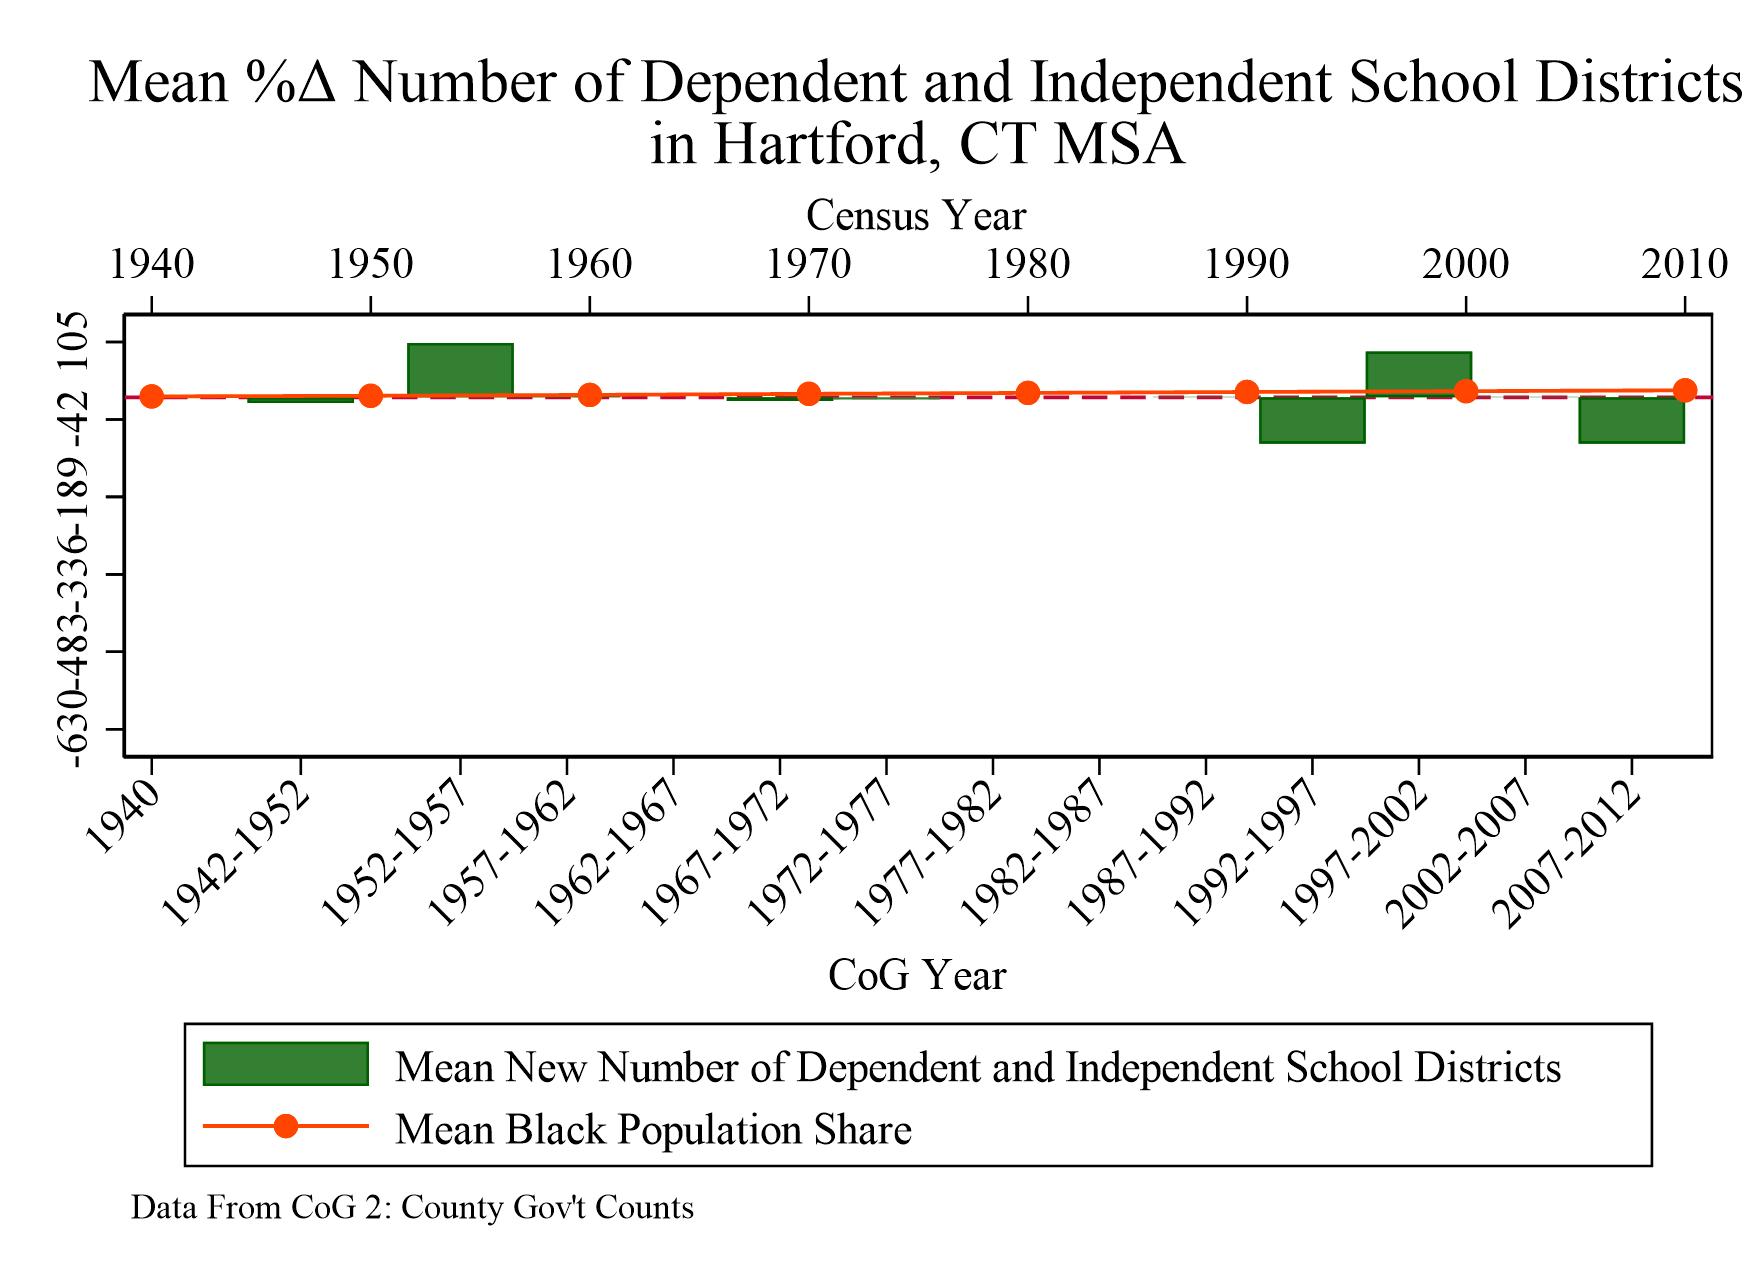 Mean %Δ Number of Dependent and Independent School Districts
in Hartford, CT MSA
Census Year
1940 1950 1960 1970 1980 1990 2000 2010
105
-42
-189
-336
-483
-630
1940 1942-1952 1952-1957 1957-1962 1962-1967 1967-1972 1972-1977 1977-1982 1982-1987 1987-1992 1992-1997 1997-2002 2002-2007 2007-2012
CoG Year
Mean New Number of Dependent and Independent School Districts
Mean Black Population Share
Data From CoG 2: County Gov't Counts